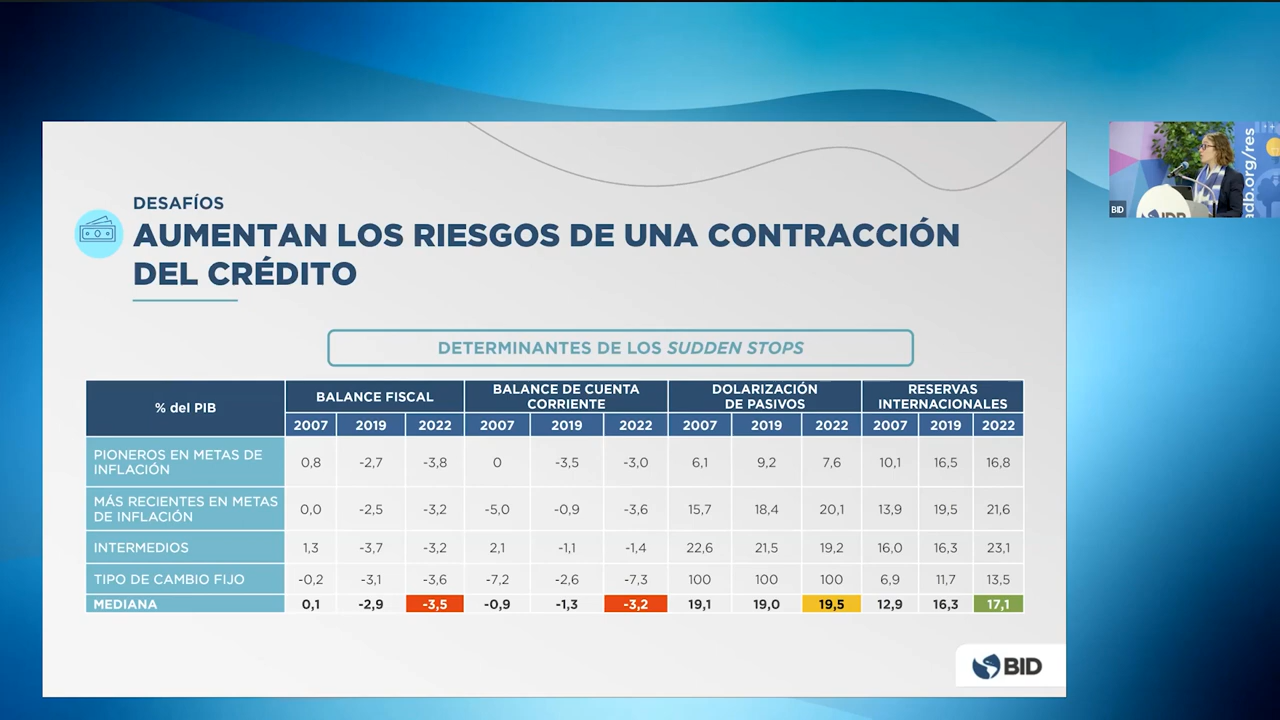 DESAFÍOS
AUMENTAN LOS RIESGOS DE UNA CONTRACCIÓN
DEL CRÉDITO
DETERMINANTES DE LOS SUDDEN STOPS
% del PIB
BALANCE FISCAL
BALANCE DE CUENTA
CORRIENTE
DOLARIZACIÓN
DE PASIVOS
RESERVAS
INTERNACIONALES
2007 2019 2022 2007 2019 2022 2007 2019 2022 2007 2019 2022
PIONEROS EN METAS DE
INFLACIÓN
0,8 -2,7 -3,8 0 -3,5 -3,0 6,1 9,2 7,6 10,1 16,5 16,8
MÁS RECIENTES EN METAS
DE INFLACIÓN
0,0 -2,5 -3,2 -5,0 -0,9 -3,6 15,7 18,4 20,1 13,9 19,5 21,6
INTERMEDIOS 1,3 -3,7 -3,2 2,1 -1,1 -1,4 22,6 21,5 19,2 16,0 16,3 23,1
TIPO DE CAMBIO FIJO -0,2 -3,1 -3,6 -7,2 -2,6 -7,3 100 100 100 6,9 11,7 13,5
MEDIANA 0,1 -2,9 -3,5 -0,9 -1,3 -3,2 19,1 19,0 19,5 12,9 16,3 17,1
BID
BID
IDB
adb.org/res